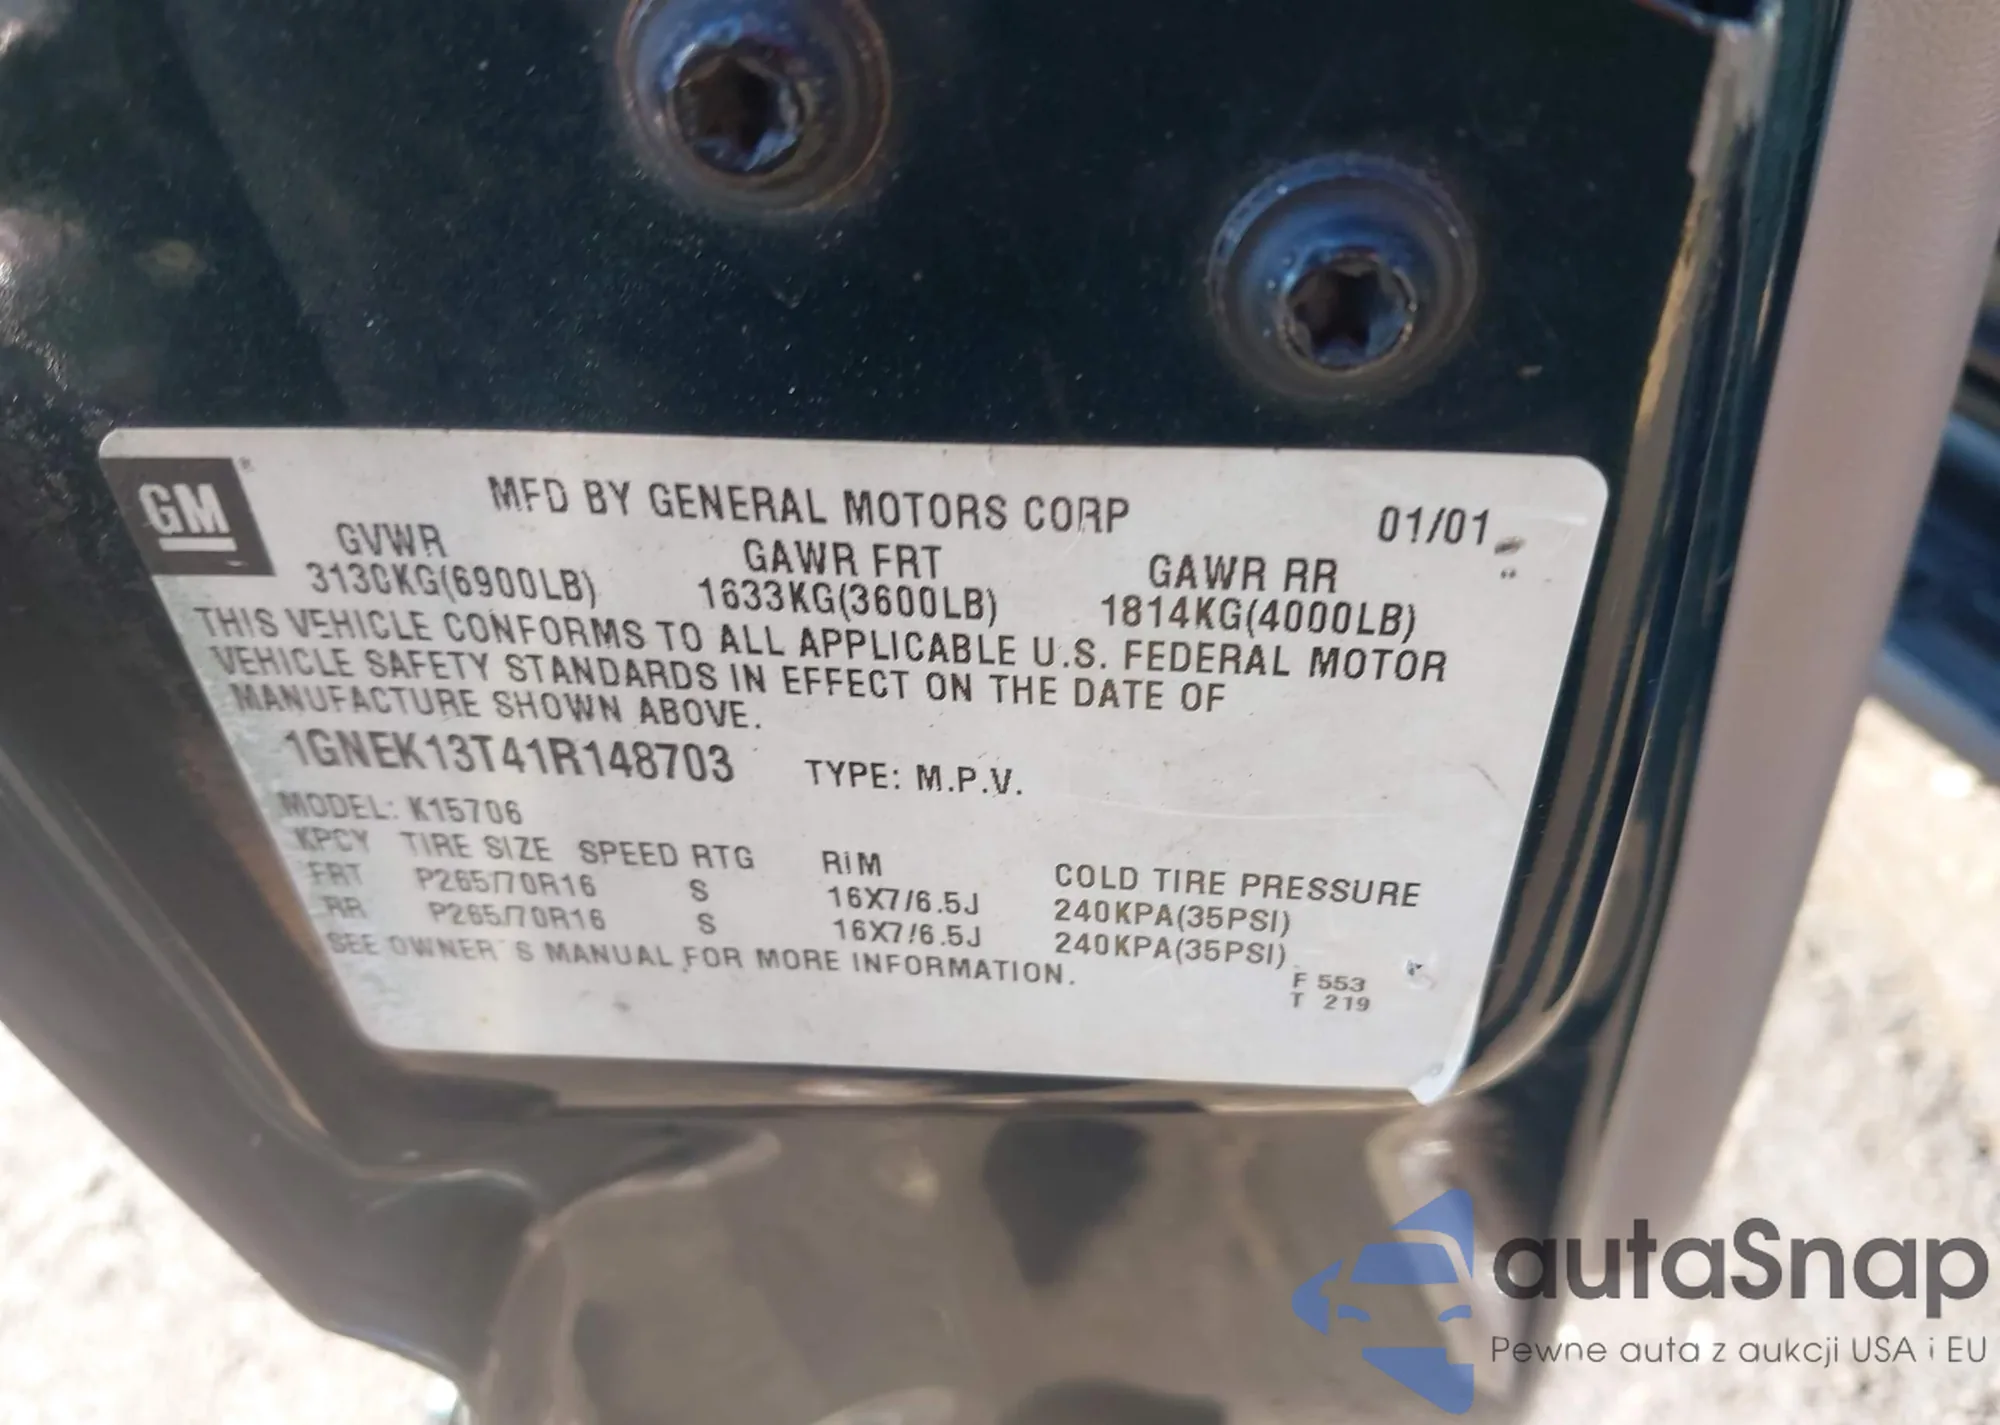 GM
MFD BY GENERAL MOTORS CORP 01/01
GVWR GAWR FRT GAWR RR
3130KG(6900LB) 1633KG(3600LB) 1814KG(4000LB)
THIS VEHICLE CONFORMS TO ALL APPLICABLE U.S. FEDERAL MOTOR
VEHICLE SAFETY STANDARDS IN EFFECT ON THE DATE OF
MANUFACTURE SHOWN ABOVE.
1GNEK13T41R148703 TYPE: M.P.V.
MODEL: K15706
KPCY TIRE SIZE SPEED RTG RIM COLD TIRE PRESSURE
FRT P265/70R16 S 16X7/6.5J 240KPA(35PSI)
RR P265/70R16 S 16X7/6.5J 240KPA(35PSI)
SEE OWNER'S MANUAL FOR MORE INFORMATION.
F 553
T 219
autaSnap
Pewne auta z aukcji USA i EU